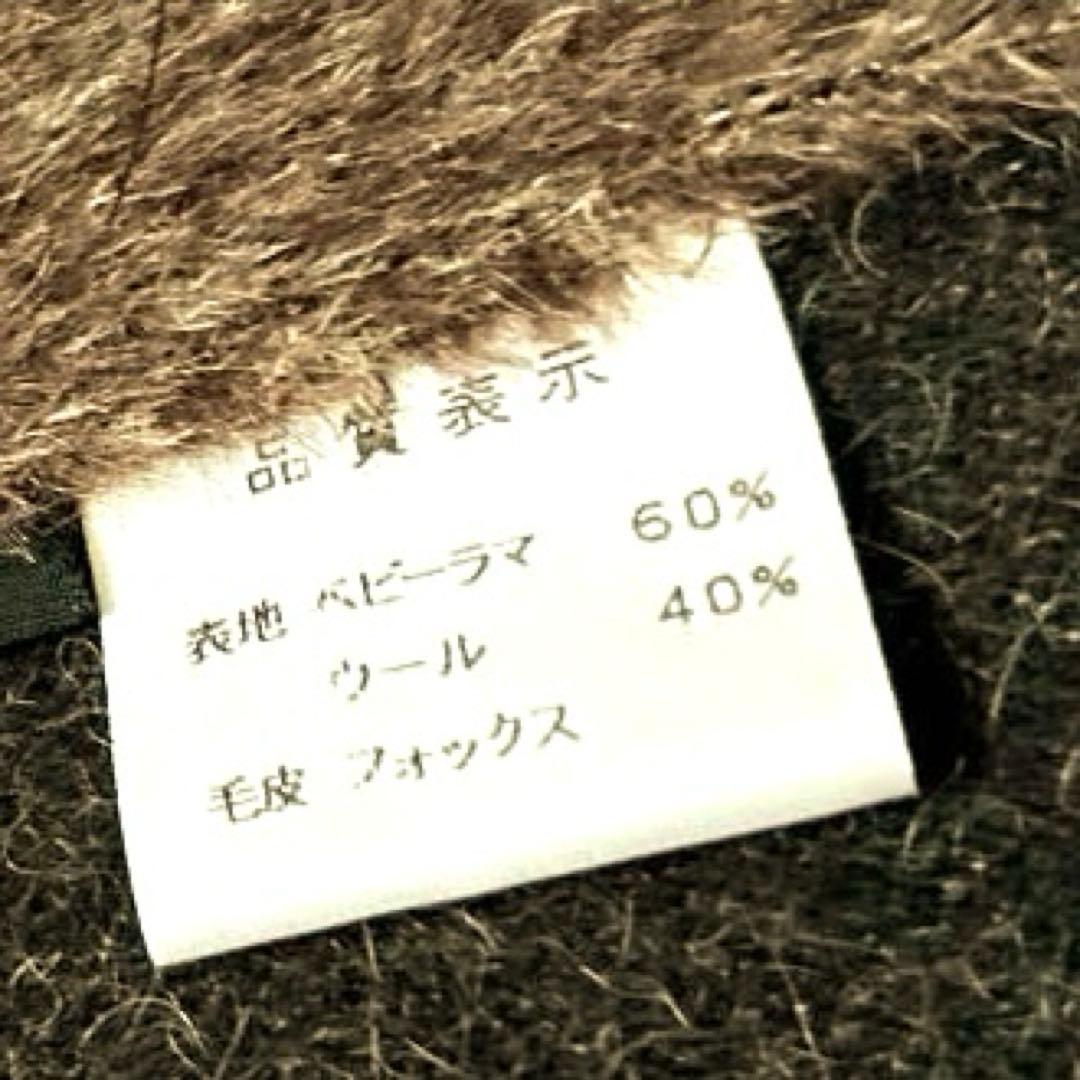 品質表示
表地 ベビーラマ 60%
ウール 40%
毛皮 フォックス